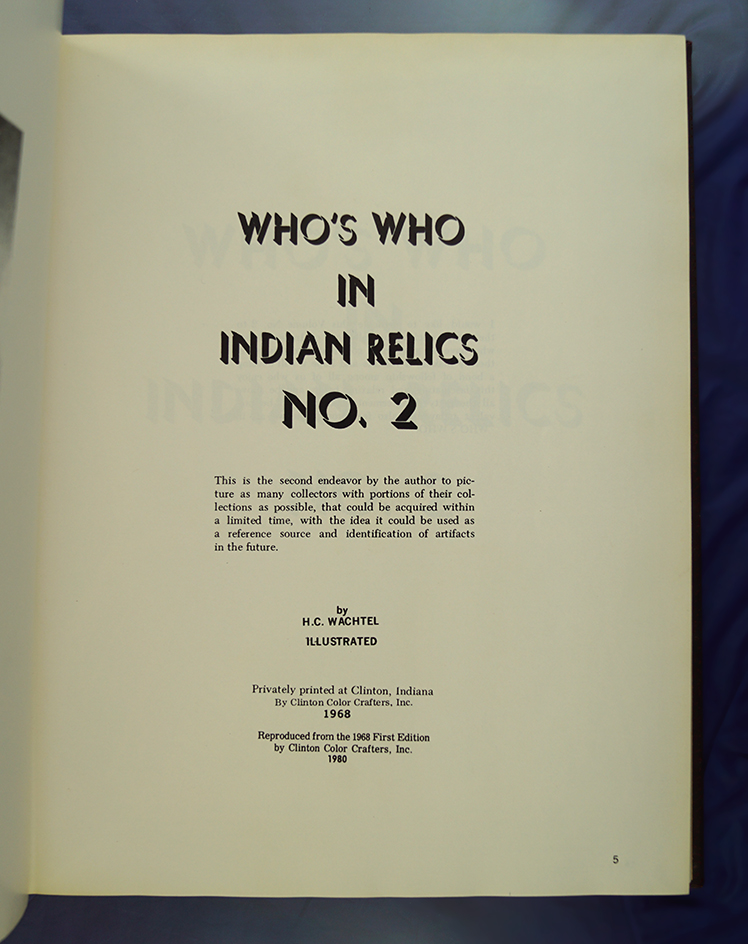 WHO'S WHO
IN
INDIAN RELICS
NO. 2
This is the second endeavor by the author to pic-
ture as many collectors with portions of their col-
lections as possible, that could be acquired within
a limited time, with the idea it could be used as
a reference source and identification of artifacts
in the future.
by
H.C. WACHTEL
ILLUSTRATED
Privately printed at Clinton, Indiana
By Clinton Color Crafters, Inc.
1968
Reproduced from the 1968 First Edition
by Clinton Color Crafters, Inc.
1980
5